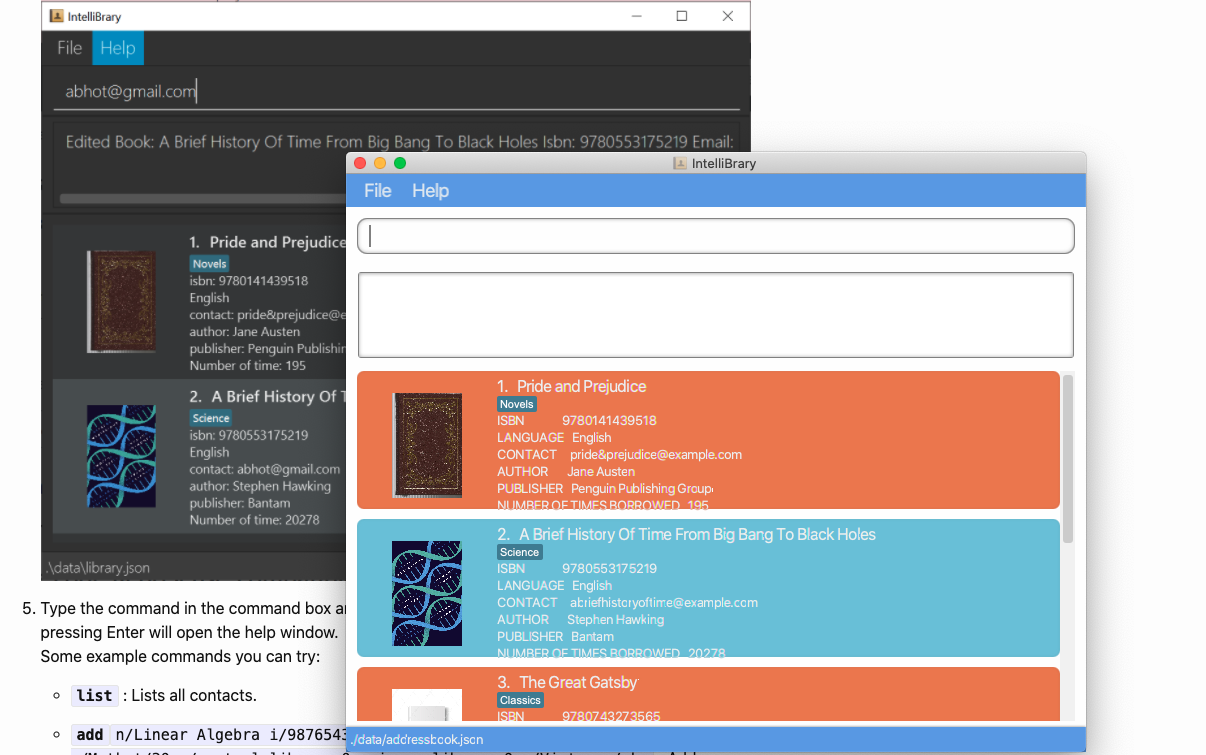 IntelliBrary
File Help
abhot@gmail.com
Edited Book: A Brief History Of Time From Big Bang To Black Holes Isbn: 9780553175219 Email:
1. Pride and Prejudice
Novels
isbn: 9780141439518
English
contact: pride&prejudice@e
author: Jane Austen
publisher: Penguin Publishin
Number of time: 195
2. A Brief History Of T
Science
isbn: 9780553175219
English
contact: abhot@gmail.com
author: Stephen Hawking
publisher: Bantam
Number of time: 20278
.\data\library.json
IntelliBrary
File Help
1. Pride and Prejudice
Novels
ISBN 9780141439518
LANGUAGE English
CONTACT pride&prejudice@example.com
AUTHOR Jane Austen
PUBLISHER Penguin Publishing Group
NUMBER OF TIMES BORROWED 195
2. A Brief History Of Time From Big Bang To Black Holes
Science
ISBN 9780553175219
LANGUAGE English
CONTACT abriefhistoryoftime@example.com
AUTHOR Stephen Hawking
PUBLISHER Bantam
NUMBER OF TIMES BORROWED 20278
3. The Great Gatsby
Classics
ISBN 9780743273565
./data/addressbook.json
5. Type the command in the command box a
pressing Enter will open the help window.
Some example commands you can try:
list : Lists all contacts.
add n/Linear Algebra i/9876543